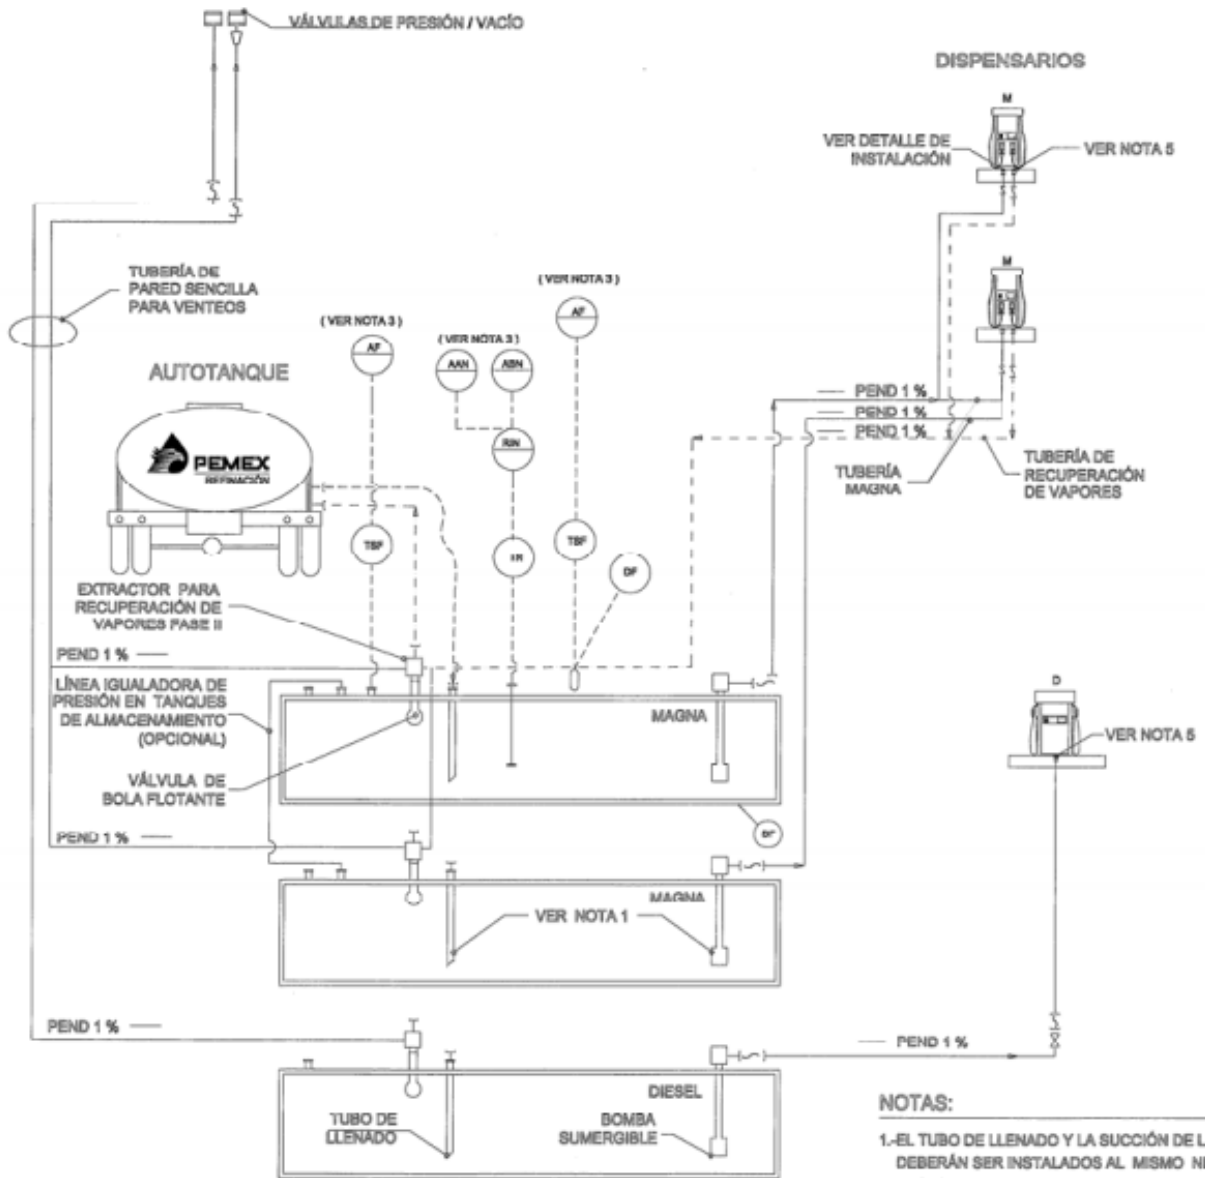 VÁLVULAS DE PRESIÓN / VACÍO
DISPENSARIOS
M
VER DETALLE DE
INSTALACIÓN
VER NOTA 5
TUBERÍA DE
PARED SENCILLA
PARA VENTEOS
M
( VER NOTA 3 )
( VER NOTA 3 )
( VER NOTA 3 )
AF
AF
AAN
ABN
RIN
AUTOTANQUE
PEMEX
REFINACIÓN
PEND 1 %
PEND 1 %
PEND 1 %
TUBERÍA
MAGNA
TUBERÍA DE
RECUPERACIÓN
DE VAPORES
TSF
TSF
DF
EXTRACTOR PARA
RECUPERACIÓN DE
VAPORES FASE II
PEND 1 %
LÍNEA IGUALADORA DE
PRESIÓN EN TANQUES
DE ALMACENAMIENTO
(OPCIONAL)
MAGNA
D
VER NOTA 5
VÁLVULA DE
BOLA FLOTANTE
PEND 1 %
MAGNA
VER NOTA 1
PEND 1 %
PEND 1 %
DIESEL
TUBO DE
LLENADO
BOMBA
SUMERGIBLE
NOTAS:
1.-EL TUBO DE LLENADO Y LA SUCCIÓN DE L
DEBERÁN SER INSTALADOS AL MISMO